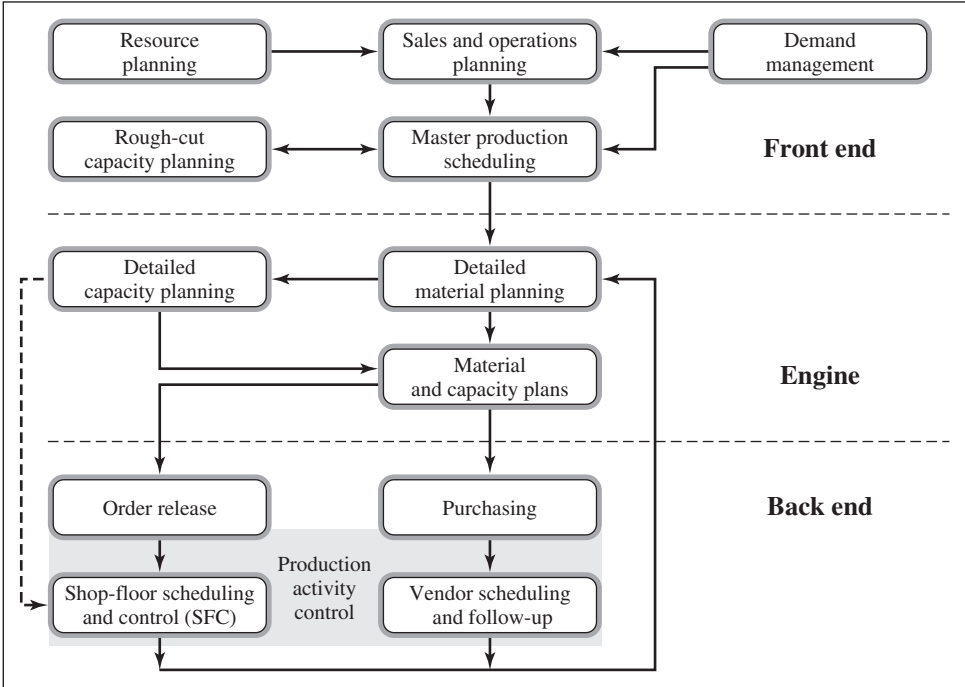 Resource
planning
Sales and operations
planning
Demand
management
Rough-cut
capacity planning
Master production
scheduling
Front end
Detailed
capacity planning
Detailed
material planning
Material
and capacity plans
Engine
Order release
Purchasing
Back end
Production
activity
control
Shop-floor scheduling
and control (SFC)
Vendor scheduling
and follow-up